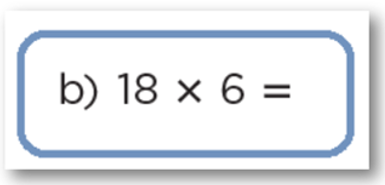 b) 18 × 6 =